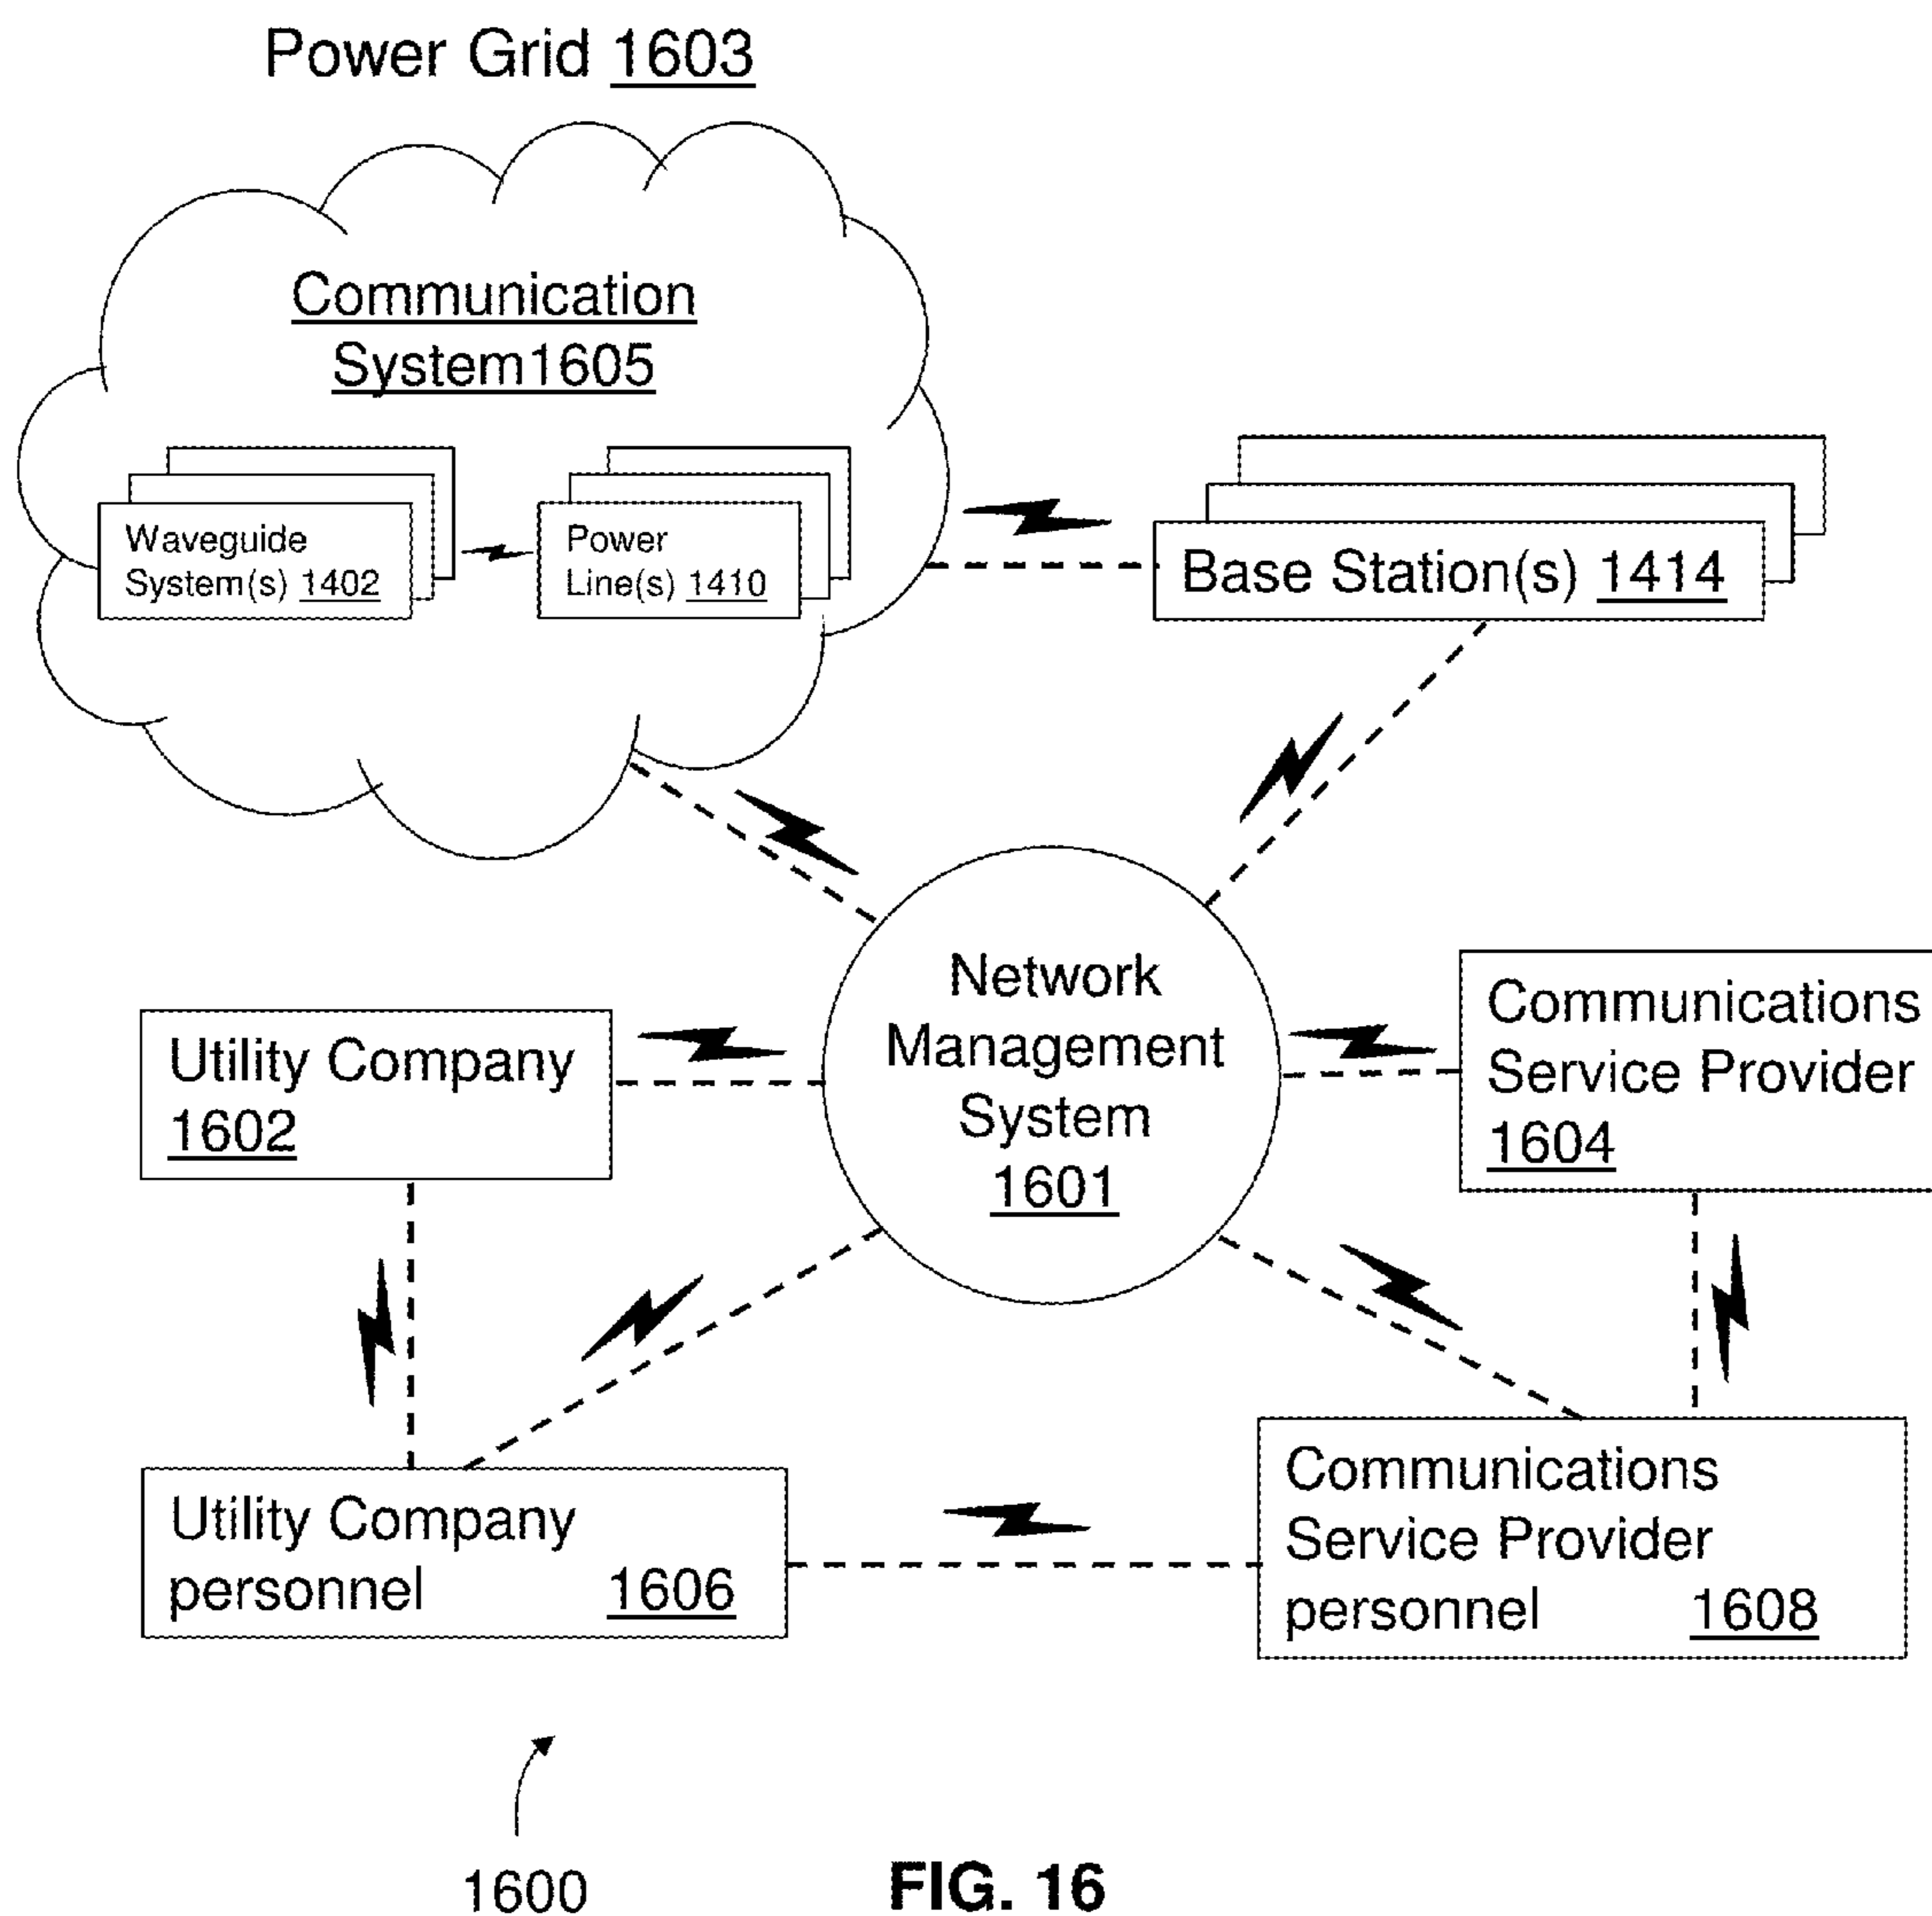 Power Grid 1603
Communication
System1605
Waveguide
System(s) 1402
Power
Line(s) 1410
Base Station(s) 1414
Network
Management
System
1601
Utility Company
1602
Communications
Service Provider
1604
Utility Company
personnel 1606
Communications
Service Provider
personnel 1608
1600
FIG. 16